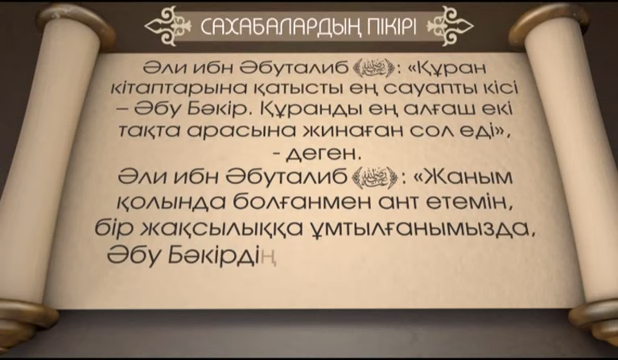 САХАБАЛАРДЫҢ ПІКІРІ
Әли ибн Әбуталиб ﷺ: «Құран
кітаптарына қатысты ең сауапты кісі
– Әбу Бәкір. Құранды ең алғаш екі
тақта арасына жинаған сол еді»,
- деген.
Әли ибн Әбуталиб ﷺ: «Жаным
қолында болғанмен ант етемін,
бір жақсылыққа ұмтылғанымызда,
Әбу Бәкірдің